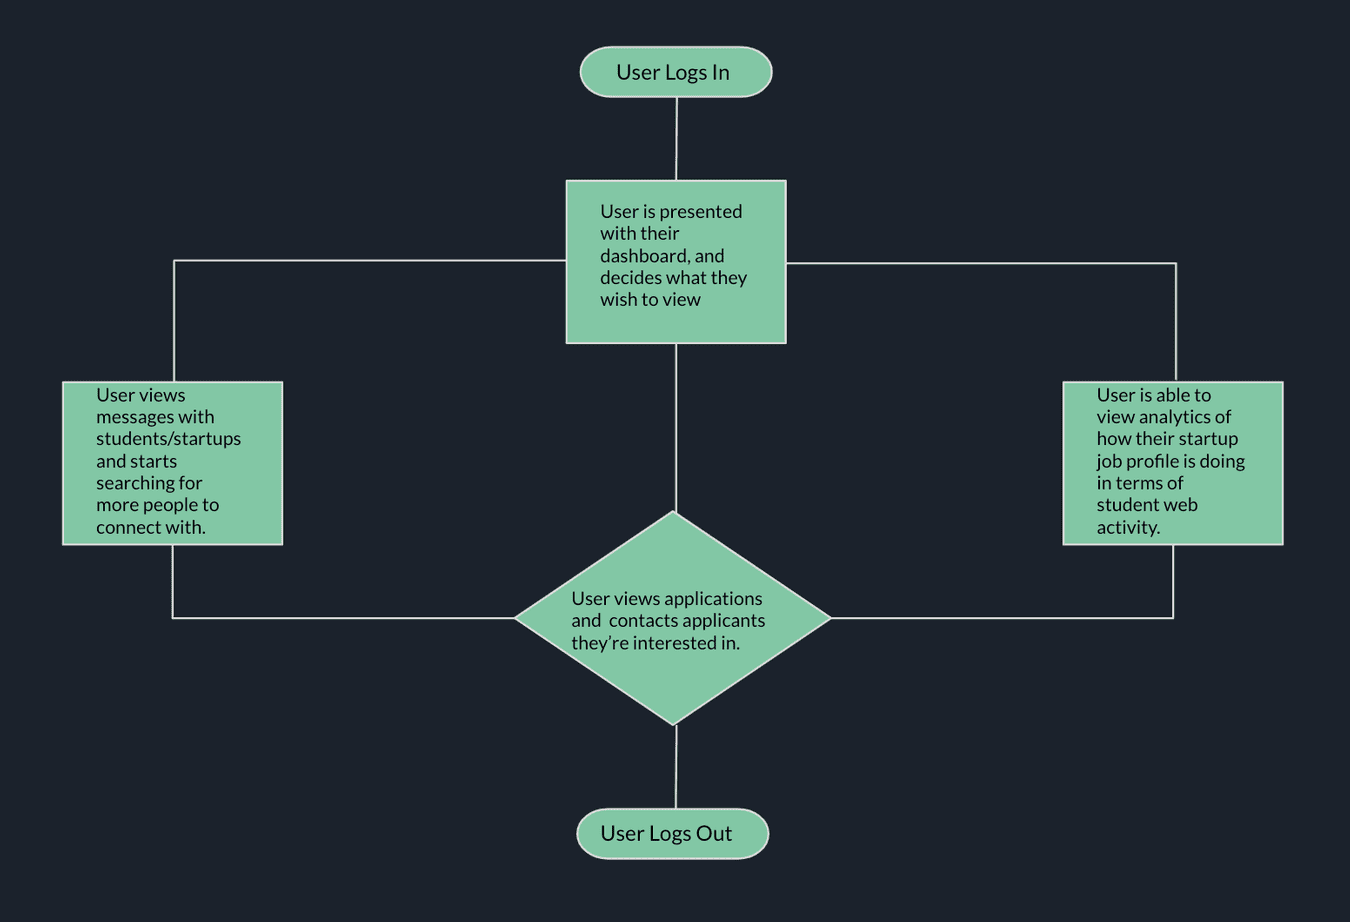 User Logs In
User is presented
with their
dashboard, and
decides what they
wish to view
User views
messages with
students/startups
and starts
searching for
more people to
connect with.
User is able to
view analytics of
how their startup
job profile is doing
in terms of
student web
activity.
User views applications
and  contacts applicants
they’re interested in.
User Logs Out